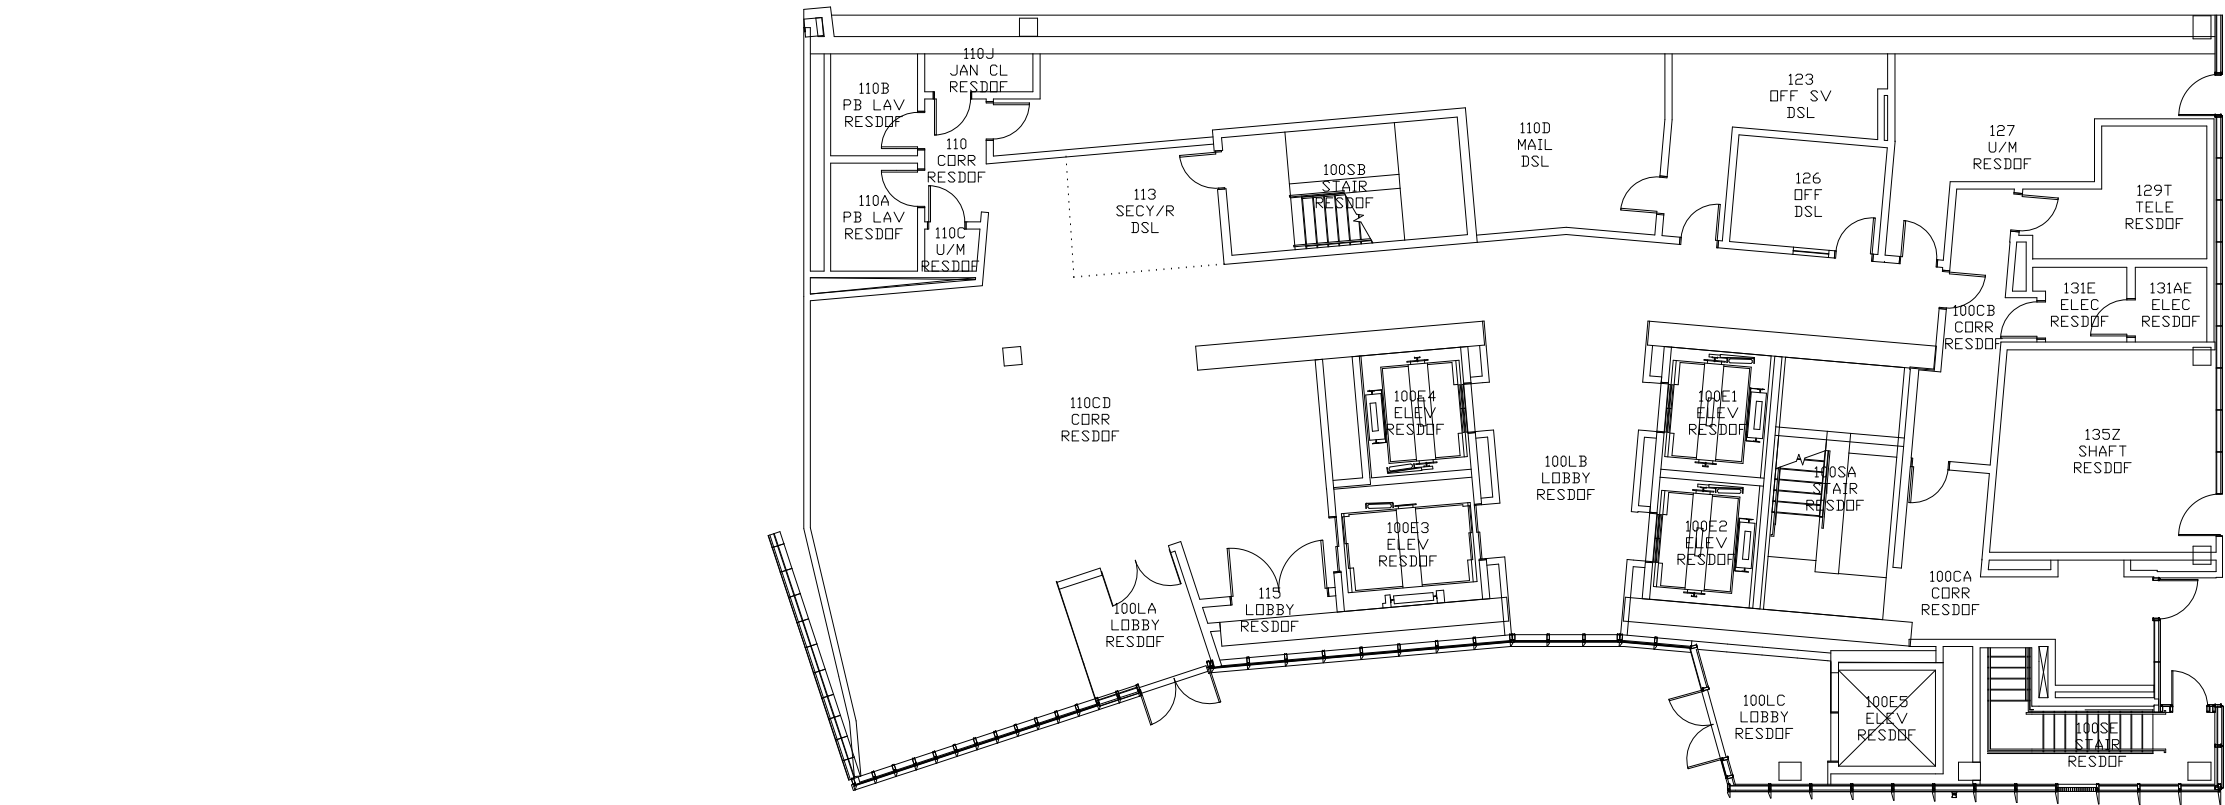 110J
JAN CL
RESDOF
110B
PB LAV
RESDOF
110
CORR
RESDOF
110A
PB LAV
RESDOF
110C
U/M
RESDOF
113
SECY/R
DSL
100SB
STAIR
RESDOF
110D
MAIL
DSL
123
OFF SV
DSL
126
OFF
DSL
127
U/M
RESDOF
129T
TELE
RESDOF
131E
ELEC
RESDOF
131AE
ELEC
RESDOF
100CB
CORR
RESDOF
110CD
CORR
RESDOF
100E4
ELEV
RESDOF
100E1
ELEV
RESDOF
135Z
SHAFT
RESDOF
100LB
LOBBY
RESDOF
100SA
STAIR
RESDOF
100E3
ELEV
RESDOF
100E2
ELEV
RESDOF
100CA
CORR
RESDOF
115
LOBBY
RESDOF
100LA
LOBBY
RESDOF
100LC
LOBBY
RESDOF
100E5
ELEV
RESDOF
100SE
STAIR
RESDOF